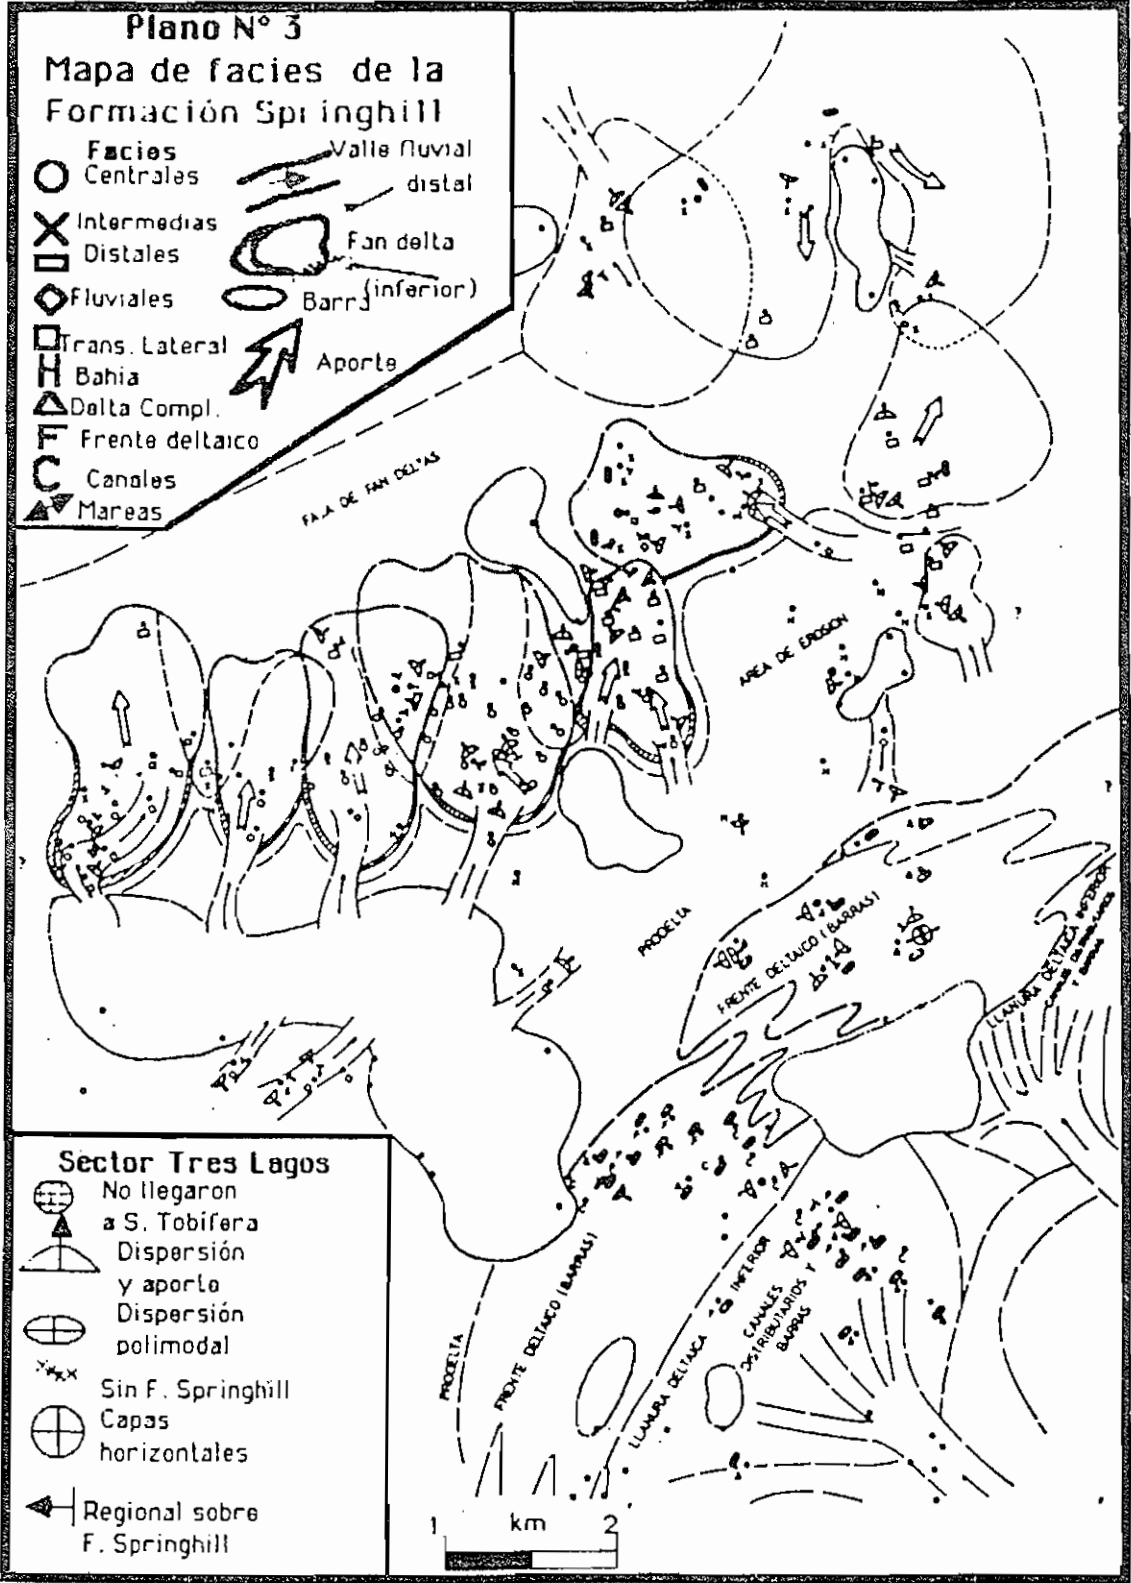 Plano N° 3
Mapa de facies de la
Formación Springhill
Facies
Centrales
Intermedias
Distales
Fluviales
Trans. Lateral
Bahia
Delta Compl.
Frente deltaico
Canales
Mareas
Valle fluvial
distal
Fan delta
(inferior)
Barra
Aporte
FAJA DE FAN DELTAS
AREA DE EROSION
PRODELTA
FRENTE DELTAICO (BARRAS)
LLANURA DELTAICA INFERIOR
CANALES DISTRIBUTARIOS
Y BARRAS
Sector Tres Lagos
No llegaron
a S. Tobífera
Dispersión
y aporte
Dispersión
polimodal
Sin F. Springhill
Capas
horizontales
Regional sobre
F. Springhill
PRODELTA
FRENTE DELTAICO (BARRAS)
LLANURA DELTAICA INFERIOR
CANALES
DISTRIBUTARIOS Y
BARRAS
1 km 2